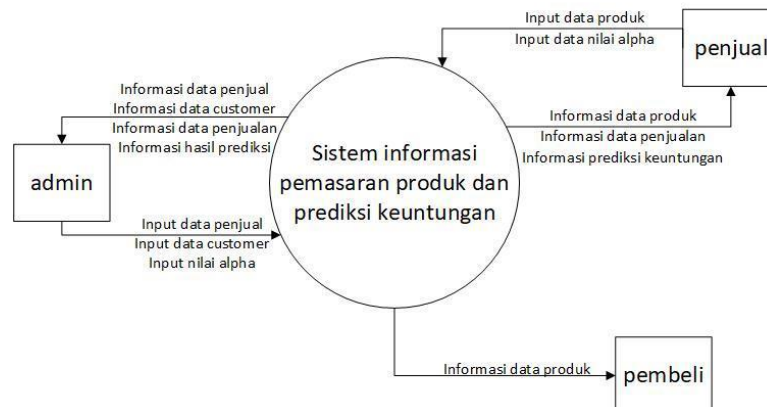 Input data produk
Input data nilai alpha
penjual
Informasi data penjual
Informasi data customer
Informasi data penjualan
Informasi hasil prediksi
Informasi data produk
Informasi data penjualan
Informasi prediksi keuntungan
Sistem informasi
pemasaran produk dan
prediksi keuntungan
admin
Input data penjual
Input data customer
Input nilai alpha
Informasi data produk
pembeli